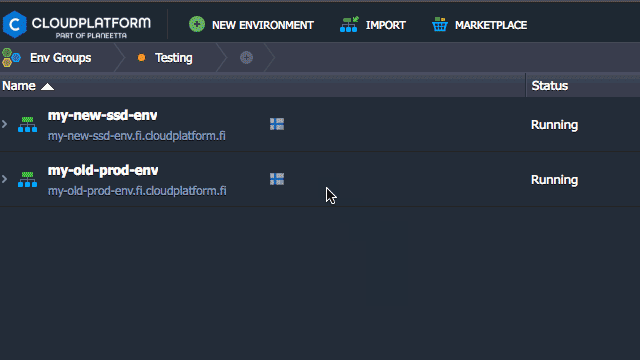 CLOUDPLATFORM
PART OF PLANEETTA
NEW ENVIRONMENT
IMPORT
MARKETPLACE
Env Groups
Testing
Name
Status
my-new-ssd-env
my-new-ssd-env.fi.cloudplatform.fi
Running
my-old-prod-env
my-old-prod-env.fi.cloudplatform.fi
Running